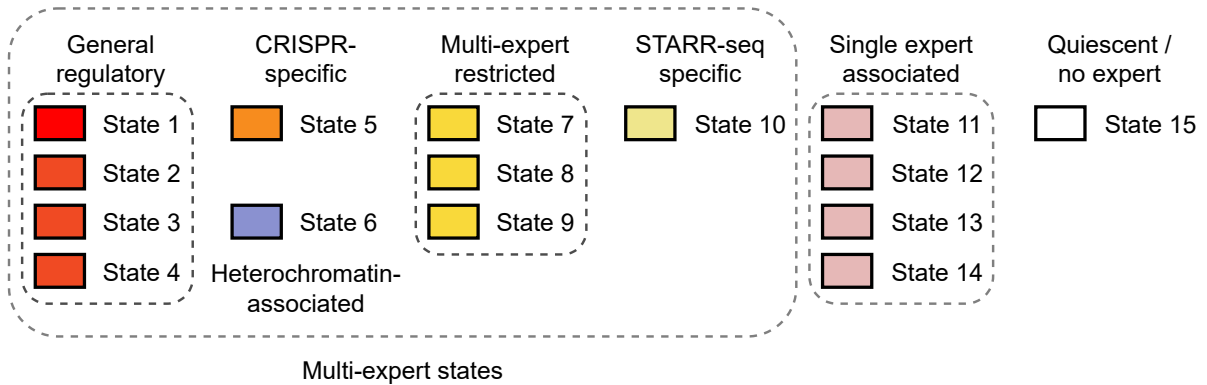 General
regulatory
State 1
State 2
State 3
State 4
CRISPR-
specific
State 5
State 6
Heterochromatin-
associated
Multi-expert
restricted
State 7
State 8
State 9
STARR-seq
specific
State 10
Single expert
associated
State 11
State 12
State 13
State 14
Quiescent /
no expert
State 15
Multi-expert states